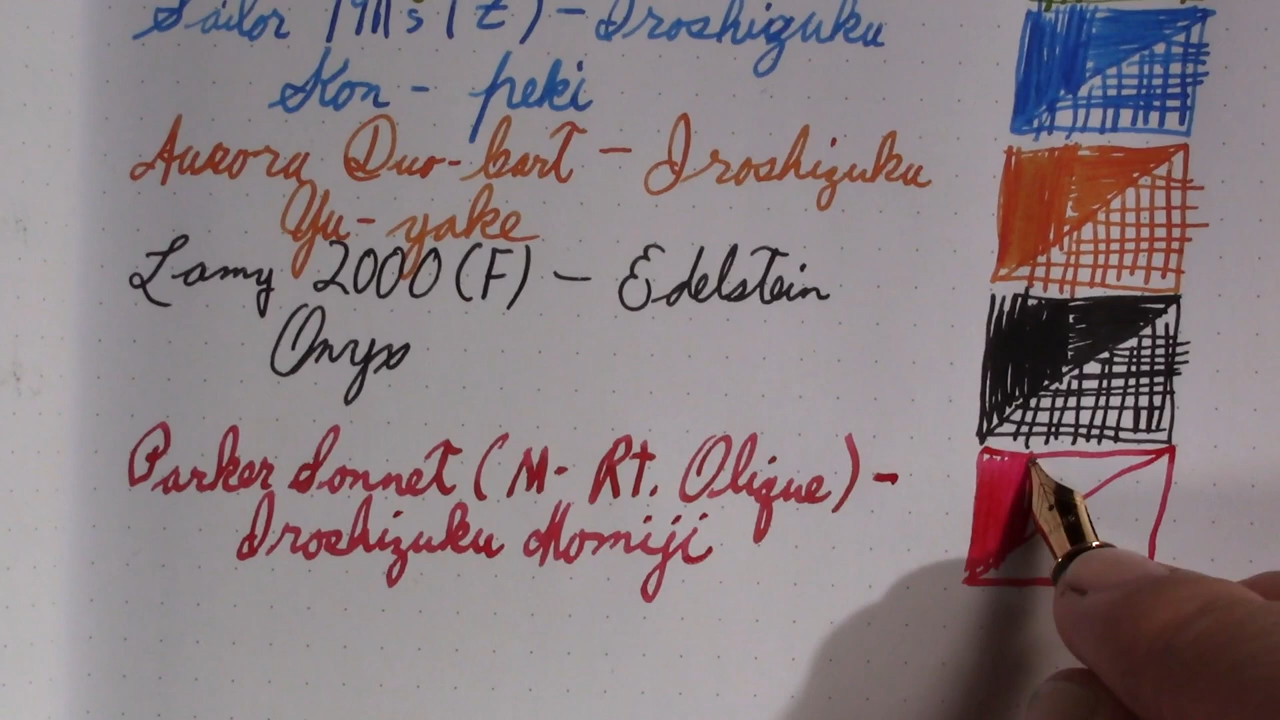 Sailor (Z) - Iroshizuku
Kon - peki
Aurora Duo-Cart - Iroshizuku
Yu-yake
Lamy 2000 (F) - Edelstein
Onyx
Parker Sonnet (M- Rt. Olique) -
Iroshizuku Momiji